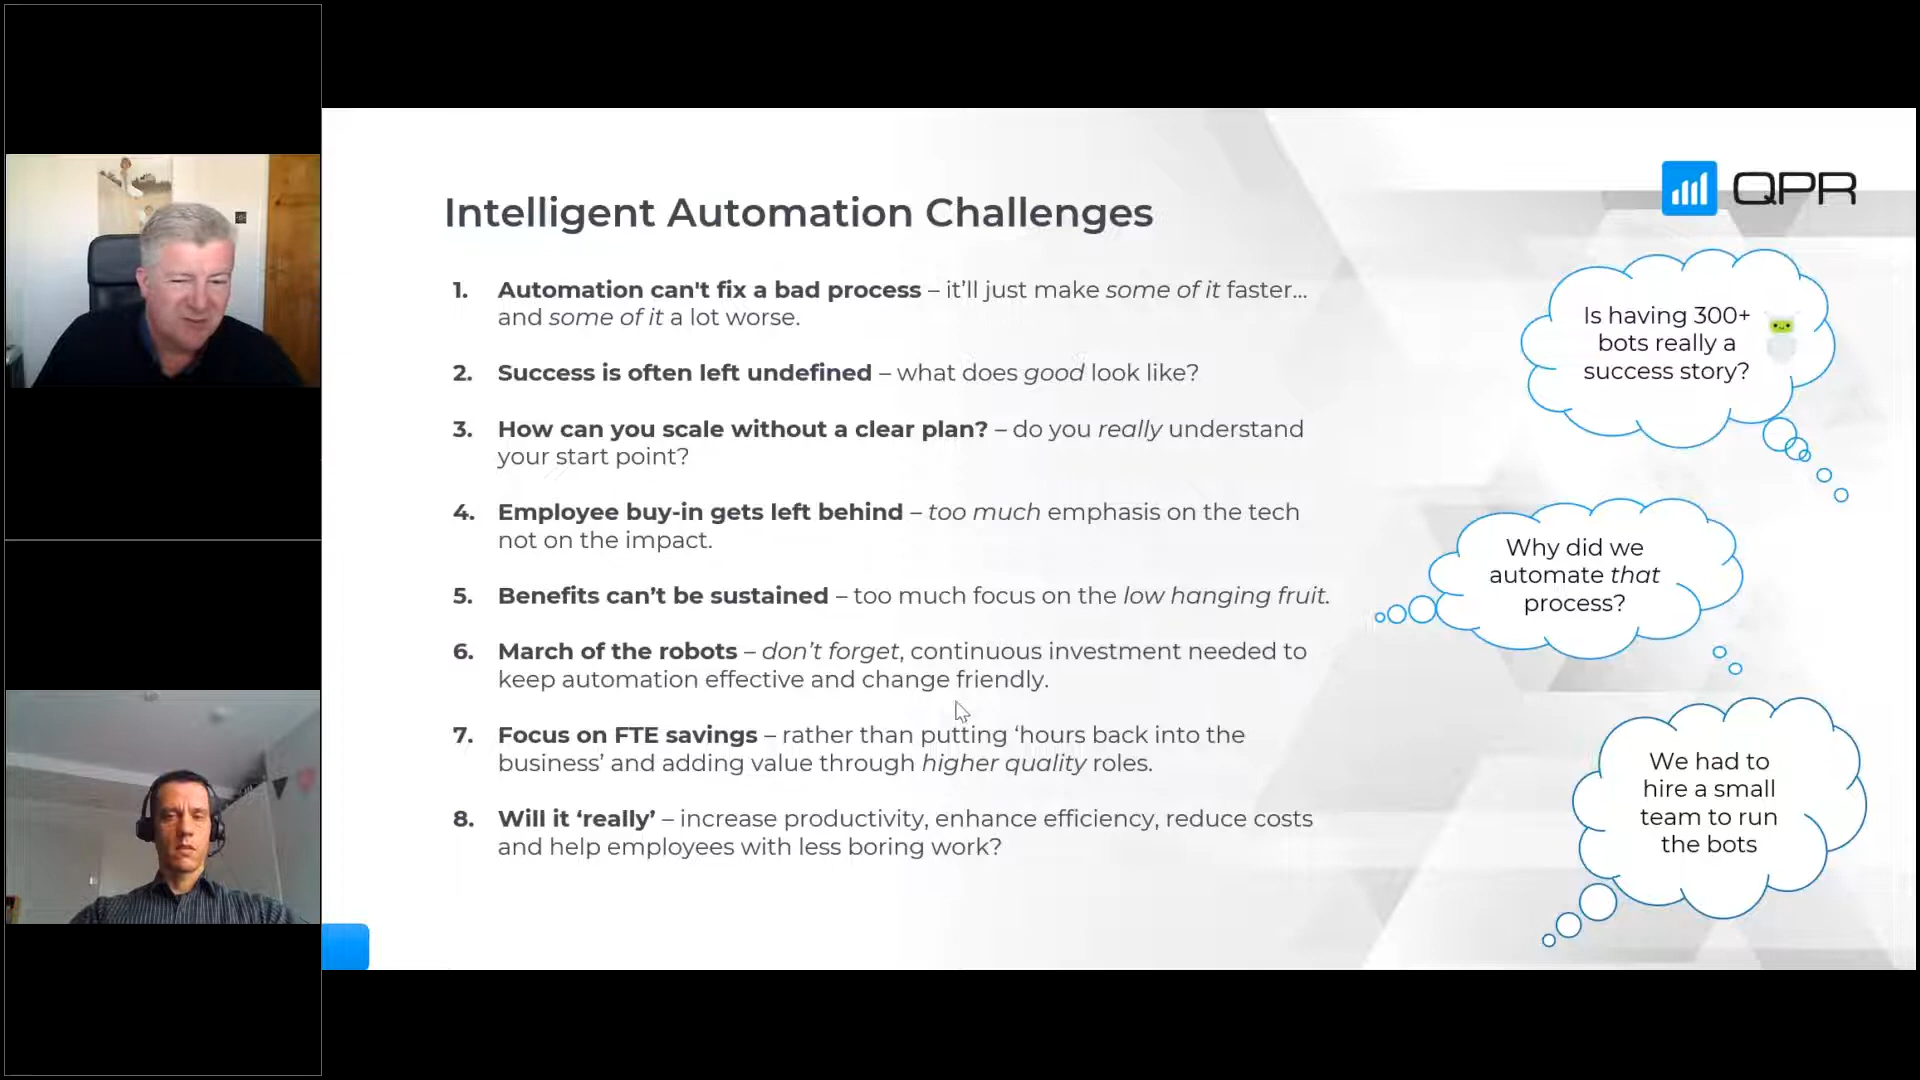 QPR
Intelligent Automation Challenges
1. Automation can't fix a bad process – it’ll just make some of it faster…
and some of it a lot worse.
2. Success is often left undefined – what does good look like?
3. How can you scale without a clear plan? – do you really understand
your start point?
4. Employee buy-in gets left behind – too much emphasis on the tech
not on the impact.
5. Benefits can’t be sustained – too much focus on the low hanging fruit.
6. March of the robots – don’t forget, continuous investment needed to
keep automation effective and change friendly.
7. Focus on FTE savings – rather than putting ‘hours back into the
business’ and adding value through higher quality roles.
8. Will it ‘really’ – increase productivity, enhance efficiency, reduce costs
and help employees with less boring work?
Is having 300+
bots really a
success story?
Why did we
automate that
process?
We had to
hire a small
team to run
the bots